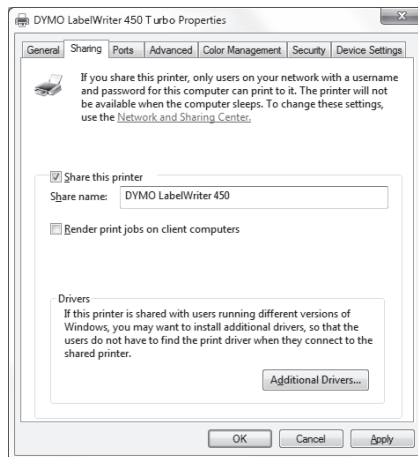 DYMO LabelWriter 450 Turbo Properties
General Sharing Ports Advanced Color Management Security Device Settings
If you share this printer, only users on your network with a username
and password for this computer can print to it. The printer will not
be available when the computer sleeps. To change these settings,
use the Network and Sharing Center.
Share this printer
Share name: DYMO LabelWriter 450
Render print jobs on client computers
Drivers
If this printer is shared with users running different versions of
Windows, you may want to install additional drivers, so that the
users do not have to find the print driver when they connect to the
shared printer.
Additional Drivers...
OK Cancel Apply